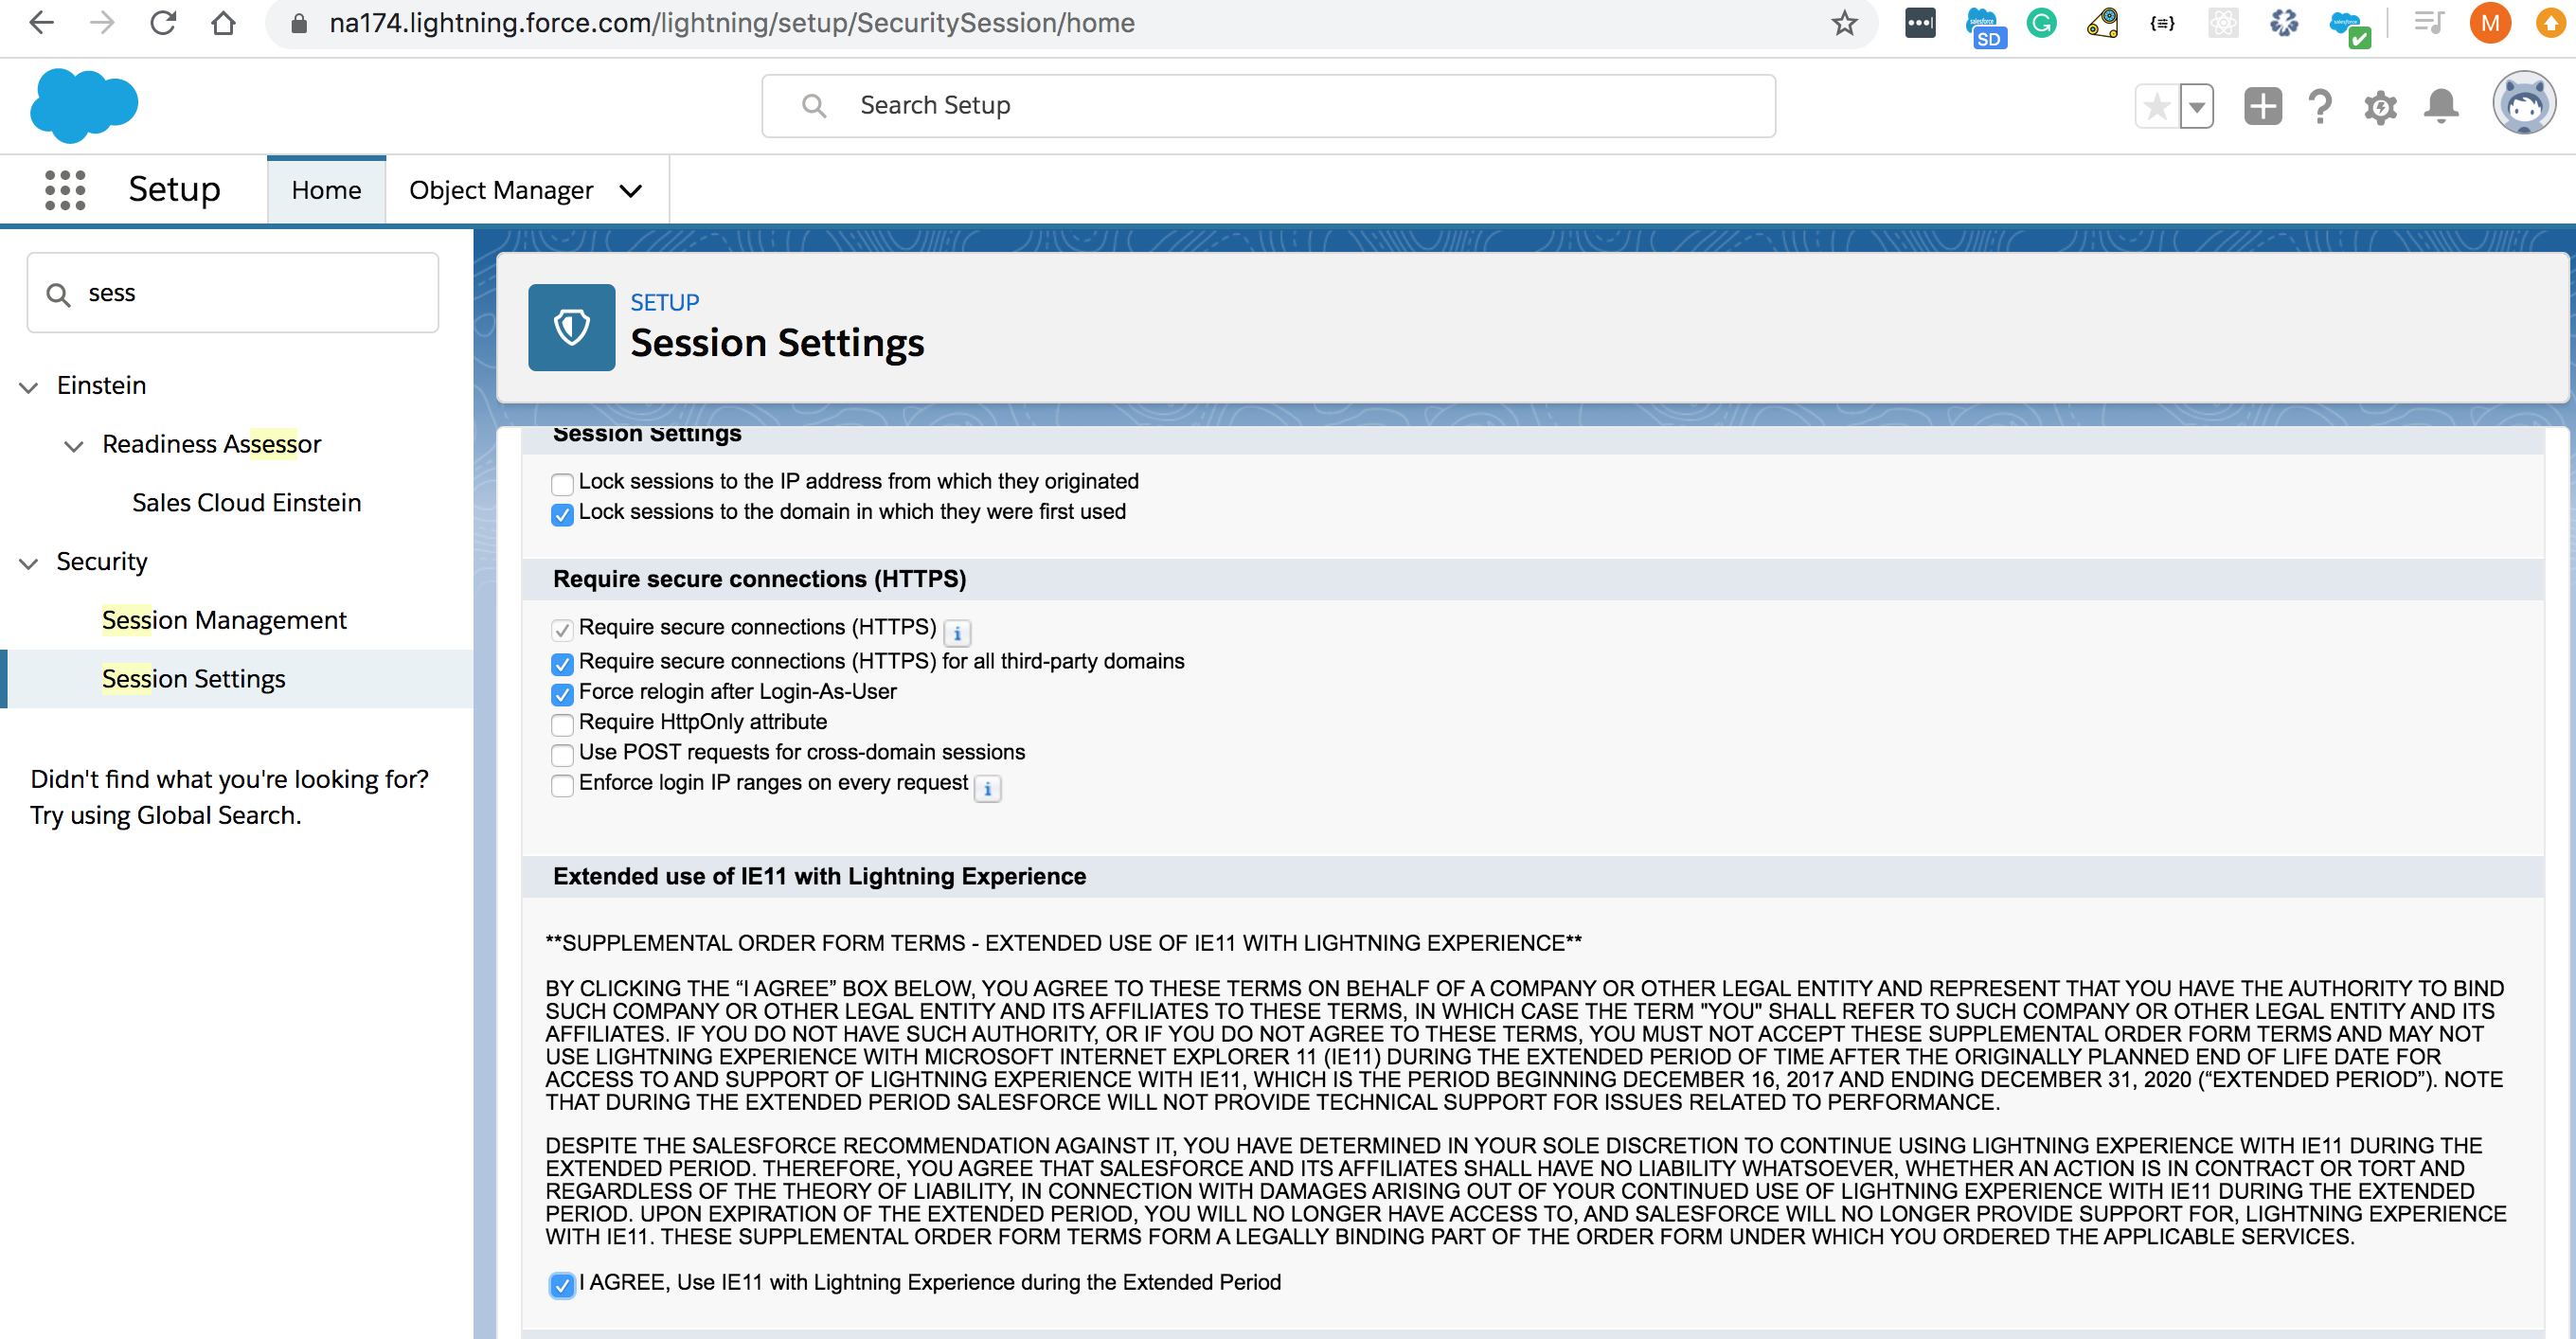 na174.lightning.force.com/lightning/setup/SecuritySession/home
SD
M
Search Setup
Setup
Home
Object Manager
sess
Einstein
Readiness Assessor
Sales Cloud Einstein
Security
Session Management
Session Settings
Didn't find what you're looking for?
Try using Global Search.
SETUP
Session Settings
Session Settings
Lock sessions to the IP address from which they originated
Lock sessions to the domain in which they were first used
Require secure connections (HTTPS)
Require secure connections (HTTPS)
Require secure connections (HTTPS) for all third-party domains
Force relogin after Login-As-User
Require HttpOnly attribute
Use POST requests for cross-domain sessions
Enforce login IP ranges on every request
Extended use of IE11 with Lightning Experience
**SUPPLEMENTAL ORDER FORM TERMS - EXTENDED USE OF IE11 WITH LIGHTNING EXPERIENCE**
BY CLICKING THE “I AGREE” BOX BELOW, YOU AGREE TO THESE TERMS ON BEHALF OF A COMPANY OR OTHER LEGAL ENTITY AND REPRESENT THAT YOU HAVE THE AUTHORITY TO BIND
SUCH COMPANY OR OTHER LEGAL ENTITY AND ITS AFFILIATES TO THESE TERMS, IN WHICH CASE THE TERM "YOU" SHALL REFER TO SUCH COMPANY OR OTHER LEGAL ENTITY AND ITS
AFFILIATES. IF YOU DO NOT HAVE SUCH AUTHORITY, OR IF YOU DO NOT AGREE TO THESE TERMS, YOU MUST NOT ACCEPT THESE SUPPLEMENTAL ORDER FORM TERMS AND MAY NOT
USE LIGHTNING EXPERIENCE WITH MICROSOFT INTERNET EXPLORER 11 (IE11) DURING THE EXTENDED PERIOD OF TIME AFTER THE ORIGINALLY PLANNED END OF LIFE DATE FOR
ACCESS TO AND SUPPORT OF LIGHTNING EXPERIENCE WITH IE11, WHICH IS THE PERIOD BEGINNING DECEMBER 16, 2017 AND ENDING DECEMBER 31, 2020 (“EXTENDED PERIOD”). NOTE
THAT DURING THE EXTENDED PERIOD SALESFORCE WILL NOT PROVIDE TECHNICAL SUPPORT FOR ISSUES RELATED TO PERFORMANCE.
DESPITE THE SALESFORCE RECOMMENDATION AGAINST IT, YOU HAVE DETERMINED IN YOUR SOLE DISCRETION TO CONTINUE USING LIGHTNING EXPERIENCE WITH IE11 DURING THE
EXTENDED PERIOD. THEREFORE, YOU AGREE THAT SALESFORCE AND ITS AFFILIATES SHALL HAVE NO LIABILITY WHATSOEVER, WHETHER AN ACTION IS IN CONTRACT OR TORT AND
REGARDLESS OF THE THEORY OF LIABILITY, IN CONNECTION WITH DAMAGES ARISING OUT OF YOUR CONTINUED USE OF LIGHTNING EXPERIENCE WITH IE11 DURING THE EXTENDED
PERIOD. UPON EXPIRATION OF THE EXTENDED PERIOD, YOU WILL NO LONGER HAVE ACCESS TO, AND SALESFORCE WILL NO LONGER PROVIDE SUPPORT FOR, LIGHTNING EXPERIENCE
WITH IE11. THESE SUPPLEMENTAL ORDER FORM TERMS FORM A LEGALLY BINDING PART OF THE ORDER FORM UNDER WHICH YOU ORDERED THE APPLICABLE SERVICES.
I AGREE, Use IE11 with Lightning Experience during the Extended Period